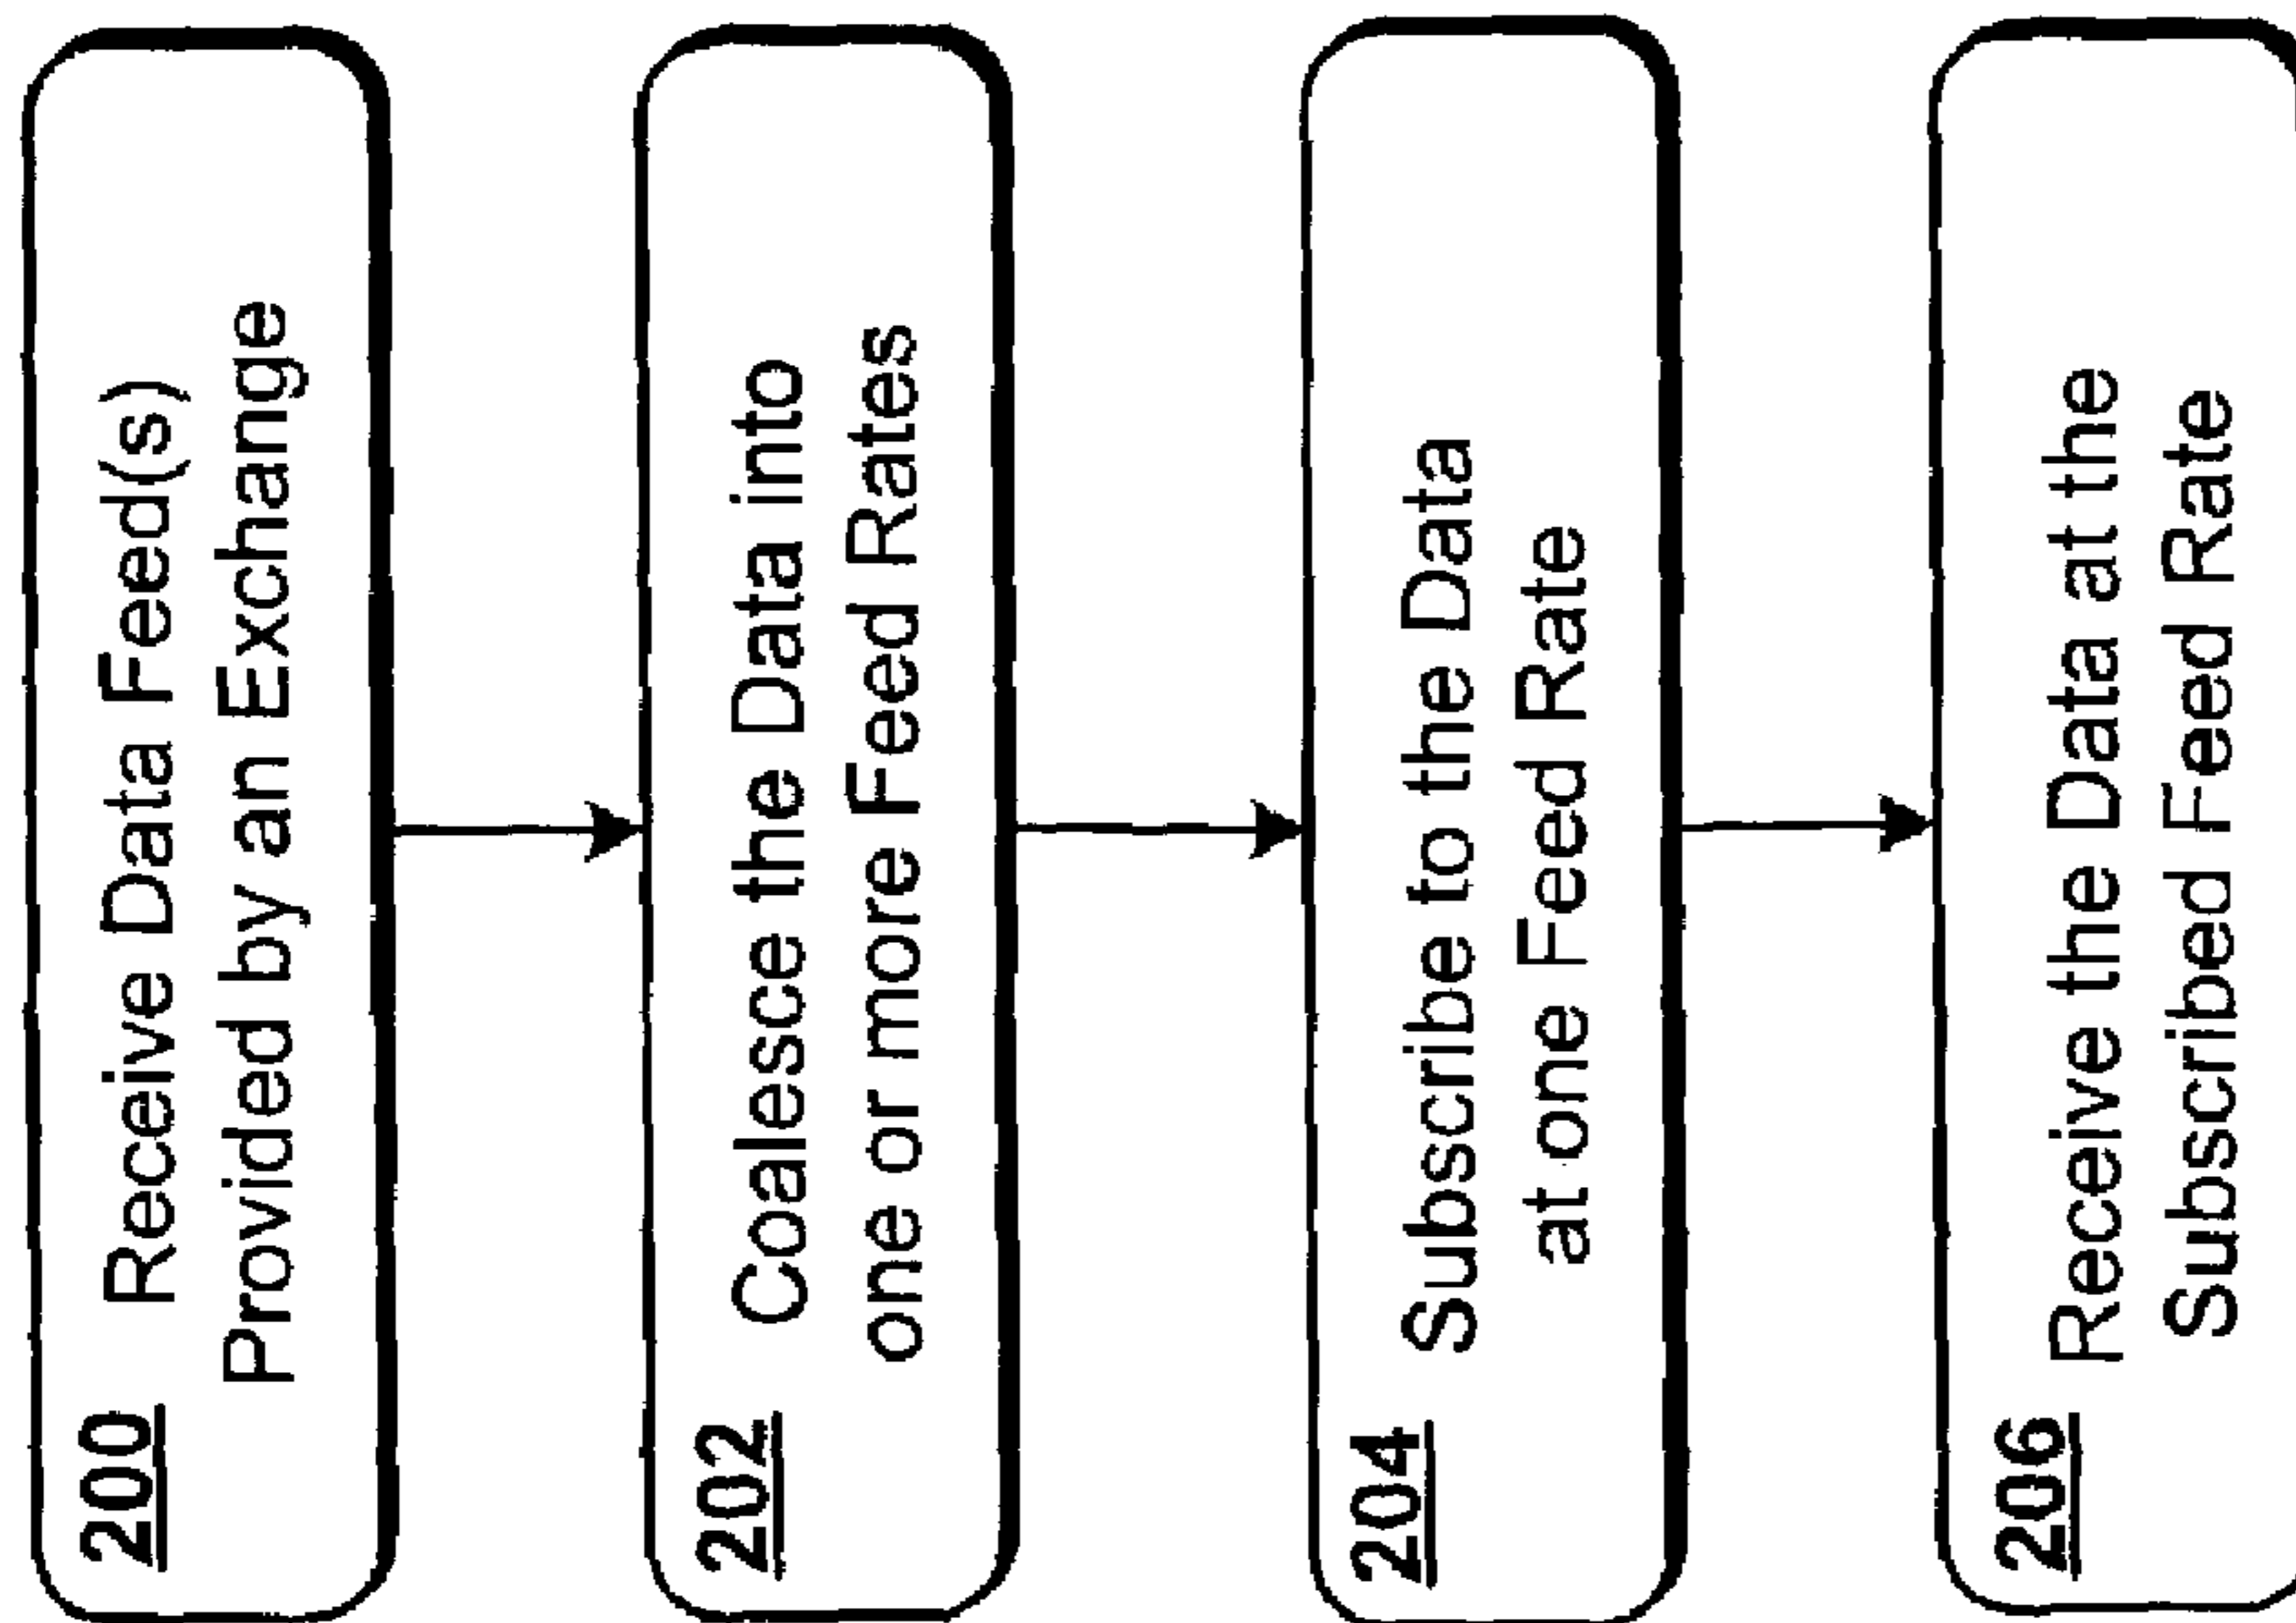 200 Receive Data Feed(s)
Provided by an Exchange
202 Coalesce the Data into
one or more Feed Rates
204 Subscribe to the Data
at one Feed Rate
206 Receive the Data at the
Subscribed Feed Rate